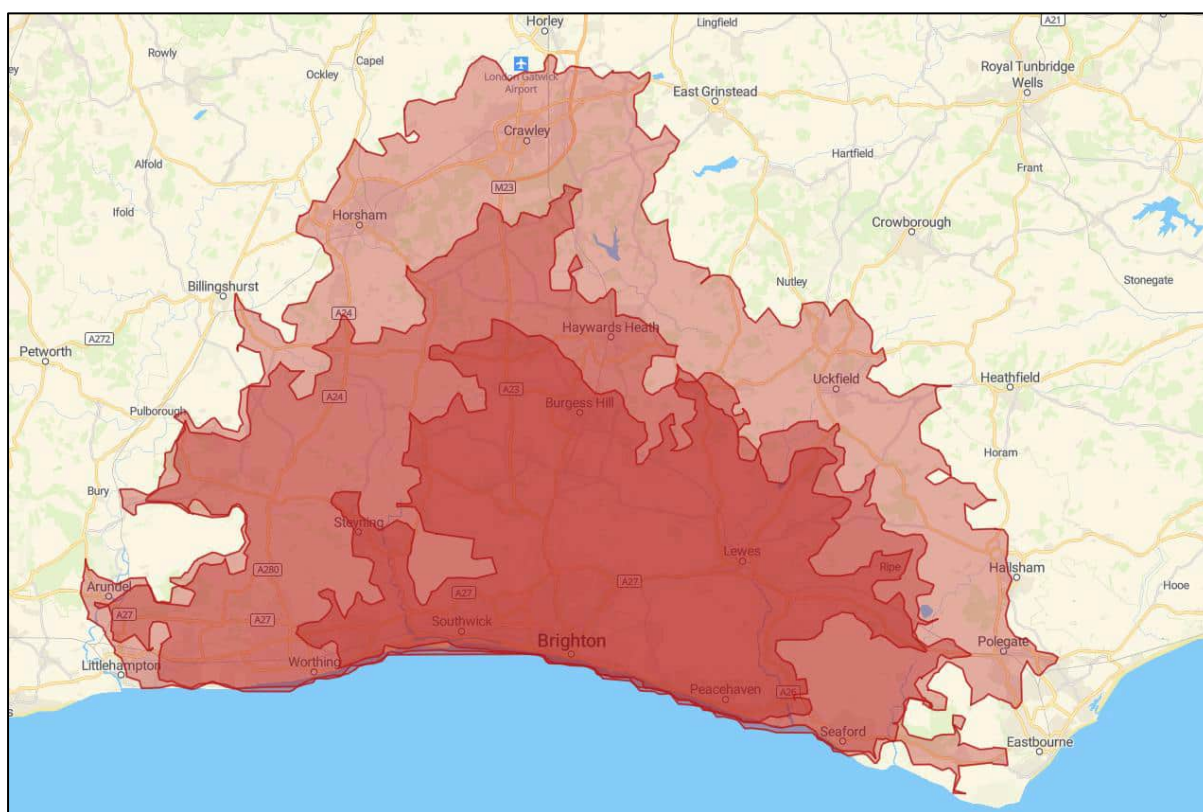 Horley
Lingfield
A21
Rowly
Capel
Ockley
London Gatwick
Airport
Royal Tunbridge
Wells
East Grinstead
Crawley
Alfold
Hartfield
Frant
M23
Ifold
Horsham
Crowborough
Billingshurst
Nutley
Stonegate
A24
Haywards Heath
A272
Petworth
Uckfield
Heathfield
A24
A23
Pulborough
Burgess Hill
Horam
Bury
Steyning
Lewes
Ripe
Hailsham
A280
A27
Arundel
Hooe
A27
A27
A27
Southwick
Brighton
Polegate
Littlehampton
Worthing
Peacehaven
A26
Seaford
Eastbourne